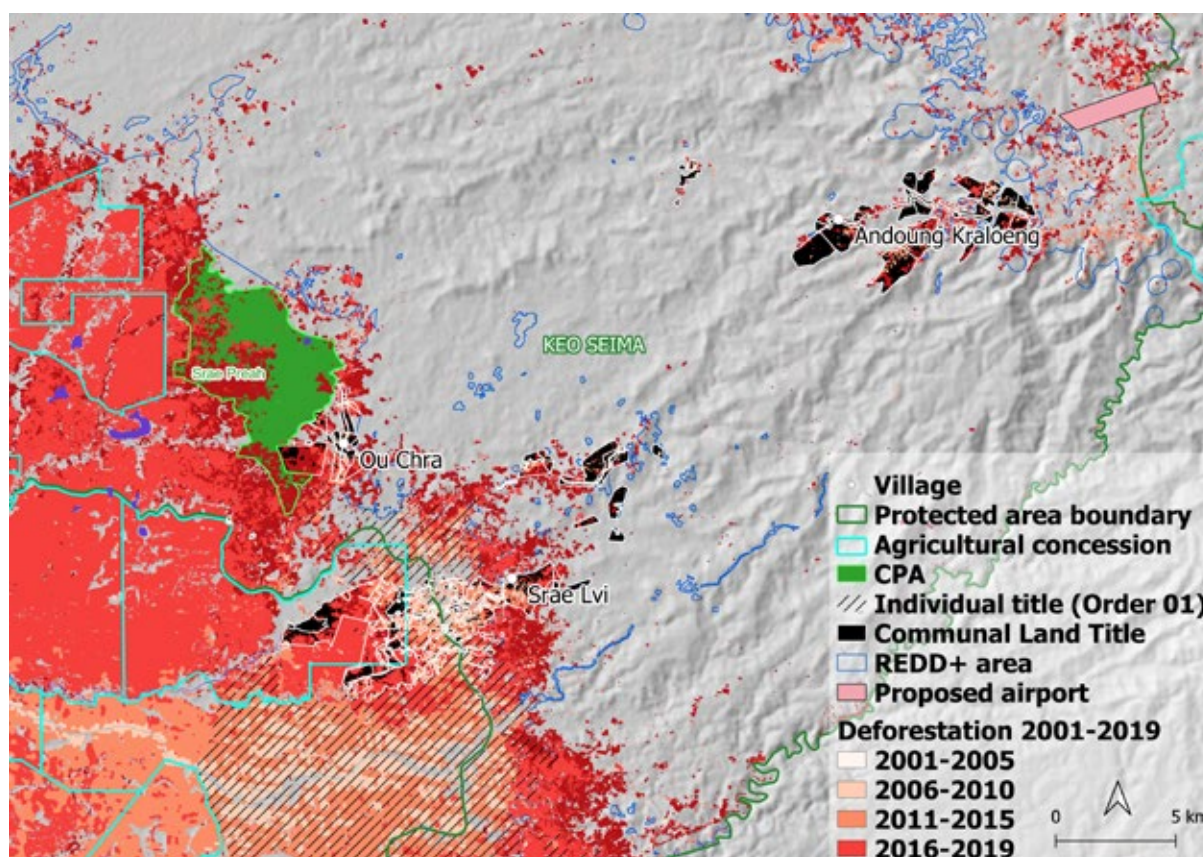 Andoung Kraloeng
KEO SEIMA
Srae Preah
Ou Chra
Srae Lvi
Village
Protected area boundary
Agricultural concession
CPA
Individual title (Order 01)
Communal Land Title
REDD+ area
Proposed airport
Deforestation 2001-2019
2001-2005
2006-2010
2011-2015
2016-2019
0 5 km